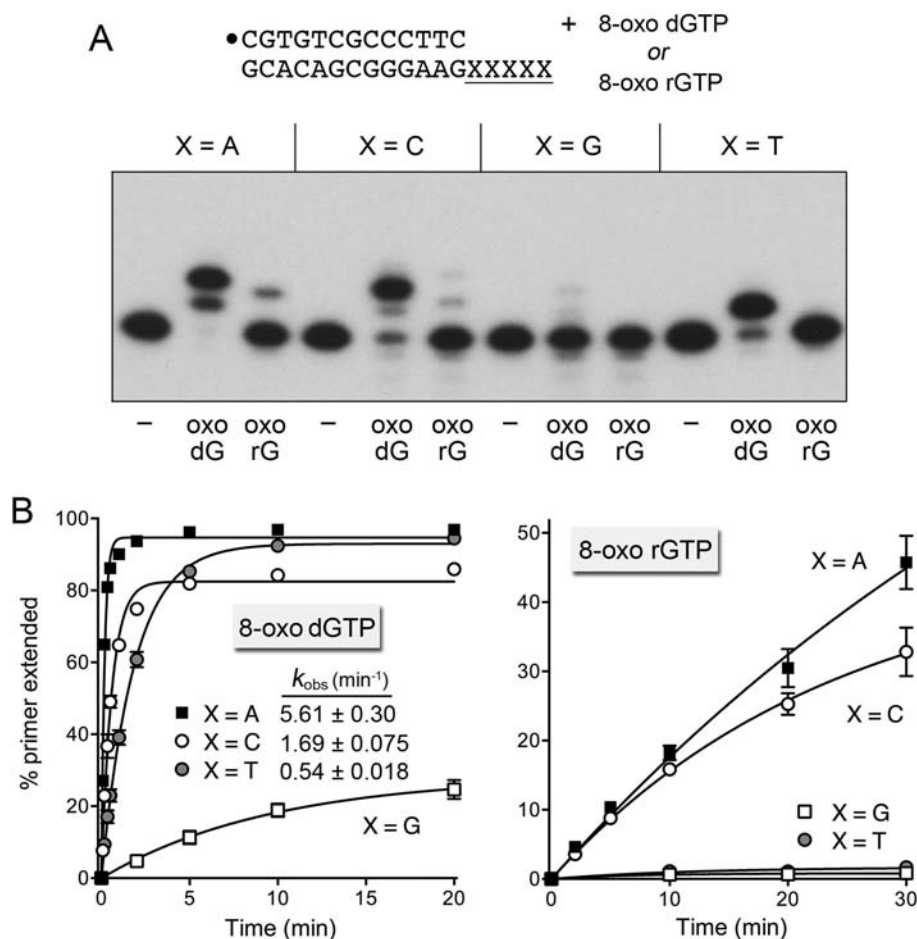 A
•CGTGTCGCCCTTC + 8-oxo dGTP
or
GCACAGCGGGAAGXXXXX 8-oxo rGTP
X = A X = C X = G X = T
– oxo dG oxo rG – oxo dG oxo rG – oxo dG oxo rG – oxo dG oxo rG
B
% primer extended
100
80
60
40
20
0
8-oxo dGTP
kobs (min-1)
X = A 5.61 ± 0.30
X = C 1.69 ± 0.075
X = T 0.54 ± 0.018
X = G
0 5 10 15 20
Time (min)
50
40
30
20
10
0
8-oxo rGTP
X = A
X = C
X = G
X = T
0 10 20 30
Time (min)